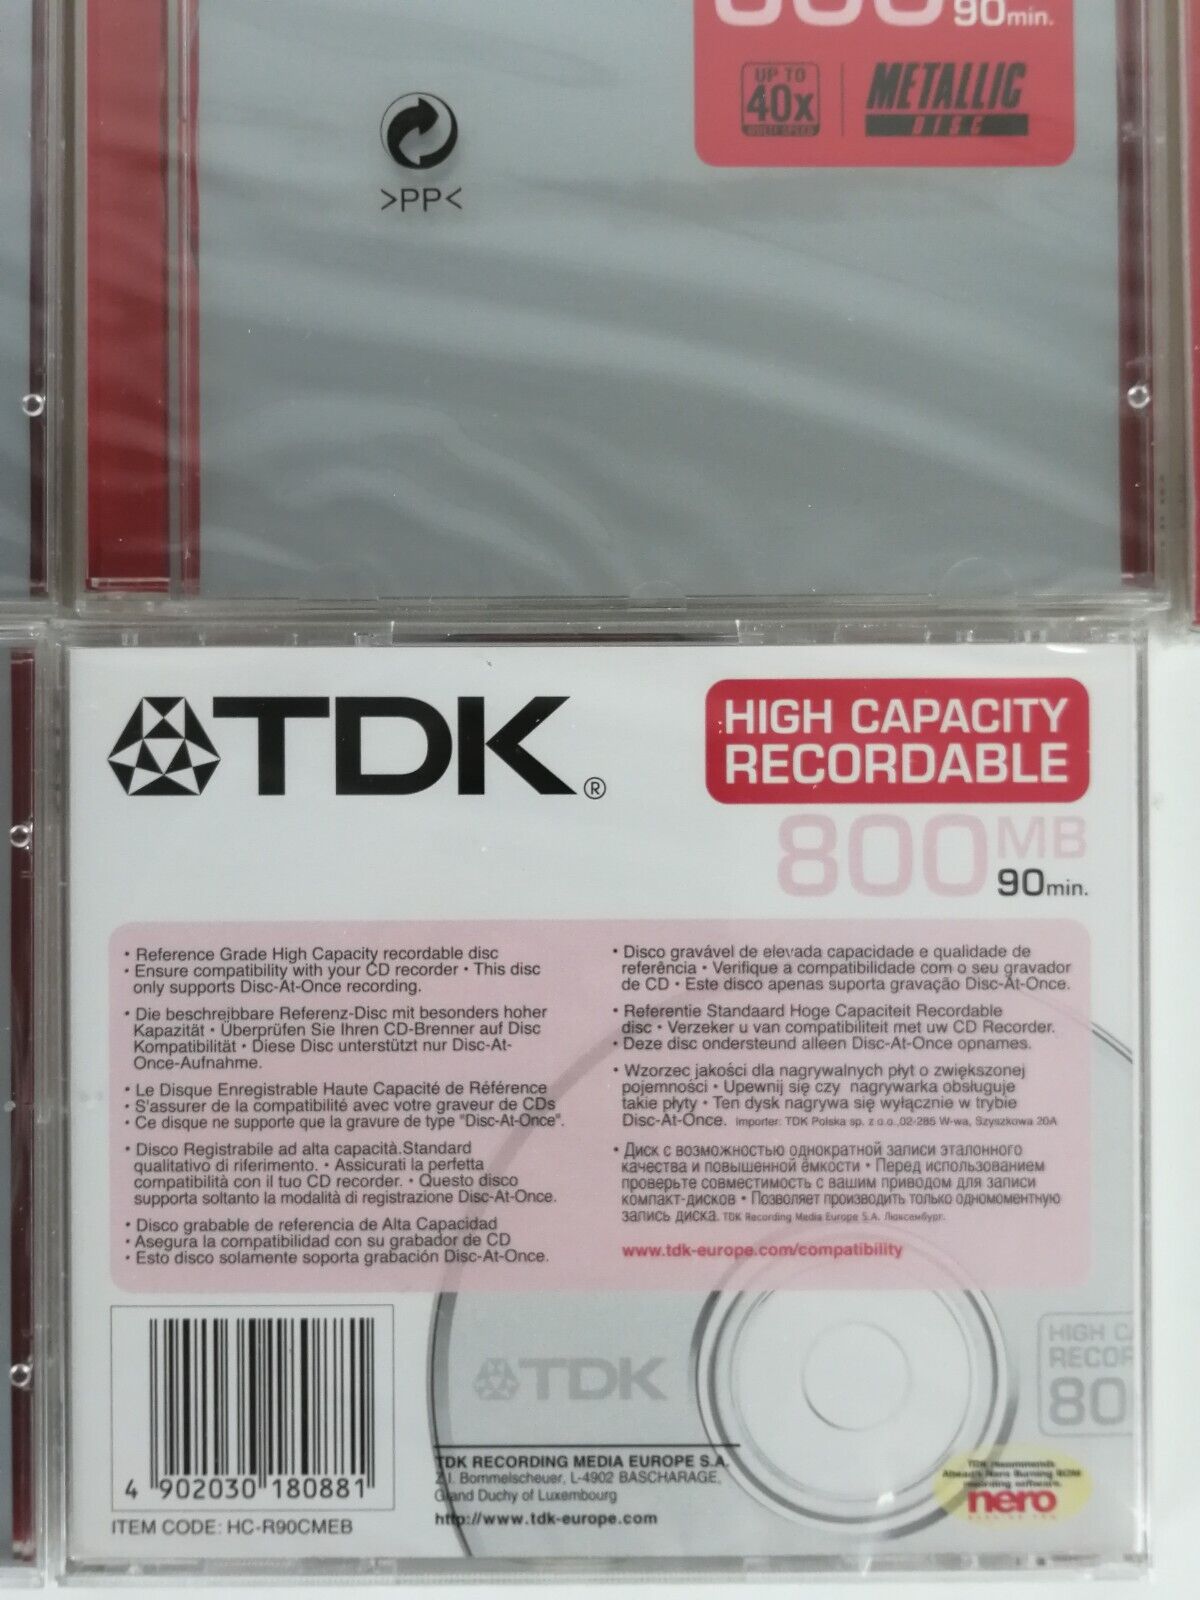 90min.
UP TO
40x
MULTI SPEED
METALLIC
DISC
>PP<
TDK®
HIGH CAPACITY
RECORDABLE
800MB
90min.
• Reference Grade High Capacity recordable disc
• Ensure compatibility with your CD recorder • This disc
only supports Disc-At-Once recording.
• Die beschreibbare Referenz-Disc mit besonders hoher
Kapazität • Überprüfen Sie Ihren CD-Brenner auf Disc
Kompatibilität • Diese Disc unterstützt nur Disc-At-
Once-Aufnahme.
• Le Disque Enregistrable Haute Capacité de Référence
• S'assurer de la compatibilité avec votre graveur de CDs
• Ce disque ne supporte que la gravure de type "Disc-At-Once".
• Disco Registrabile ad alta capacità.Standard
qualitativo di riferimento. • Assicurati la perfetta
compatibilità con il tuo CD recorder. • Questo disco
supporta soltanto la modalità di registrazione Disc-At-Once.
• Disco grabable de referencia de Alta Capacidad
• Asegura la compatibilidad con su grabador de CD
• Esto disco solamente soporta grabación Disc-At-Once.
• Disco gravável de elevada capacidade e qualidade de
referência • Verifique a compatibilidade com o seu gravador
de CD • Este disco apenas suporta gravação Disc-At-Once.
• Referentie Standaard Hoge Capaciteit Recordable
disc • Verzeker u van compatibiliteit met uw CD Recorder.
• Deze disc ondersteund alleen Disc-At-Once opnames.
• Wzorzec jakości dla nagrywalnych płyt o zwiększonej
pojemności • Upewnij się czy nagrywarka obsługuje
takie płyty • Ten dysk nagrywa się wyłącznie w trybie
Disc-At-Once. Importer: TDK Polska sp. z o.o.,02-285 W-wa, Szyszkowa 20A
• Диск с возможностью однократной записи эталонного
качества и повышенной ёмкости • Перед использованием
проверьте совместимость с вашим приводом для записи
компакт-дисков • Позволяет производить только одномоментную
запись диска. TDK Recording Media Europe S.A. Люксембург.
www.tdk-europe.com/compatibility
TDK
HIGH CA
RECOR
80
4 902030 180881
ITEM CODE: HC-R90CMEB
TDK RECORDING MEDIA EUROPE S.A.
Z.I. Bommelscheuer, L-4902 BASCHARAGE,
Grand Duchy of Luxembourg
http://www.tdk-europe.com
TDK recommends
Ahead's Nero Burning ROM
recording software.
nero